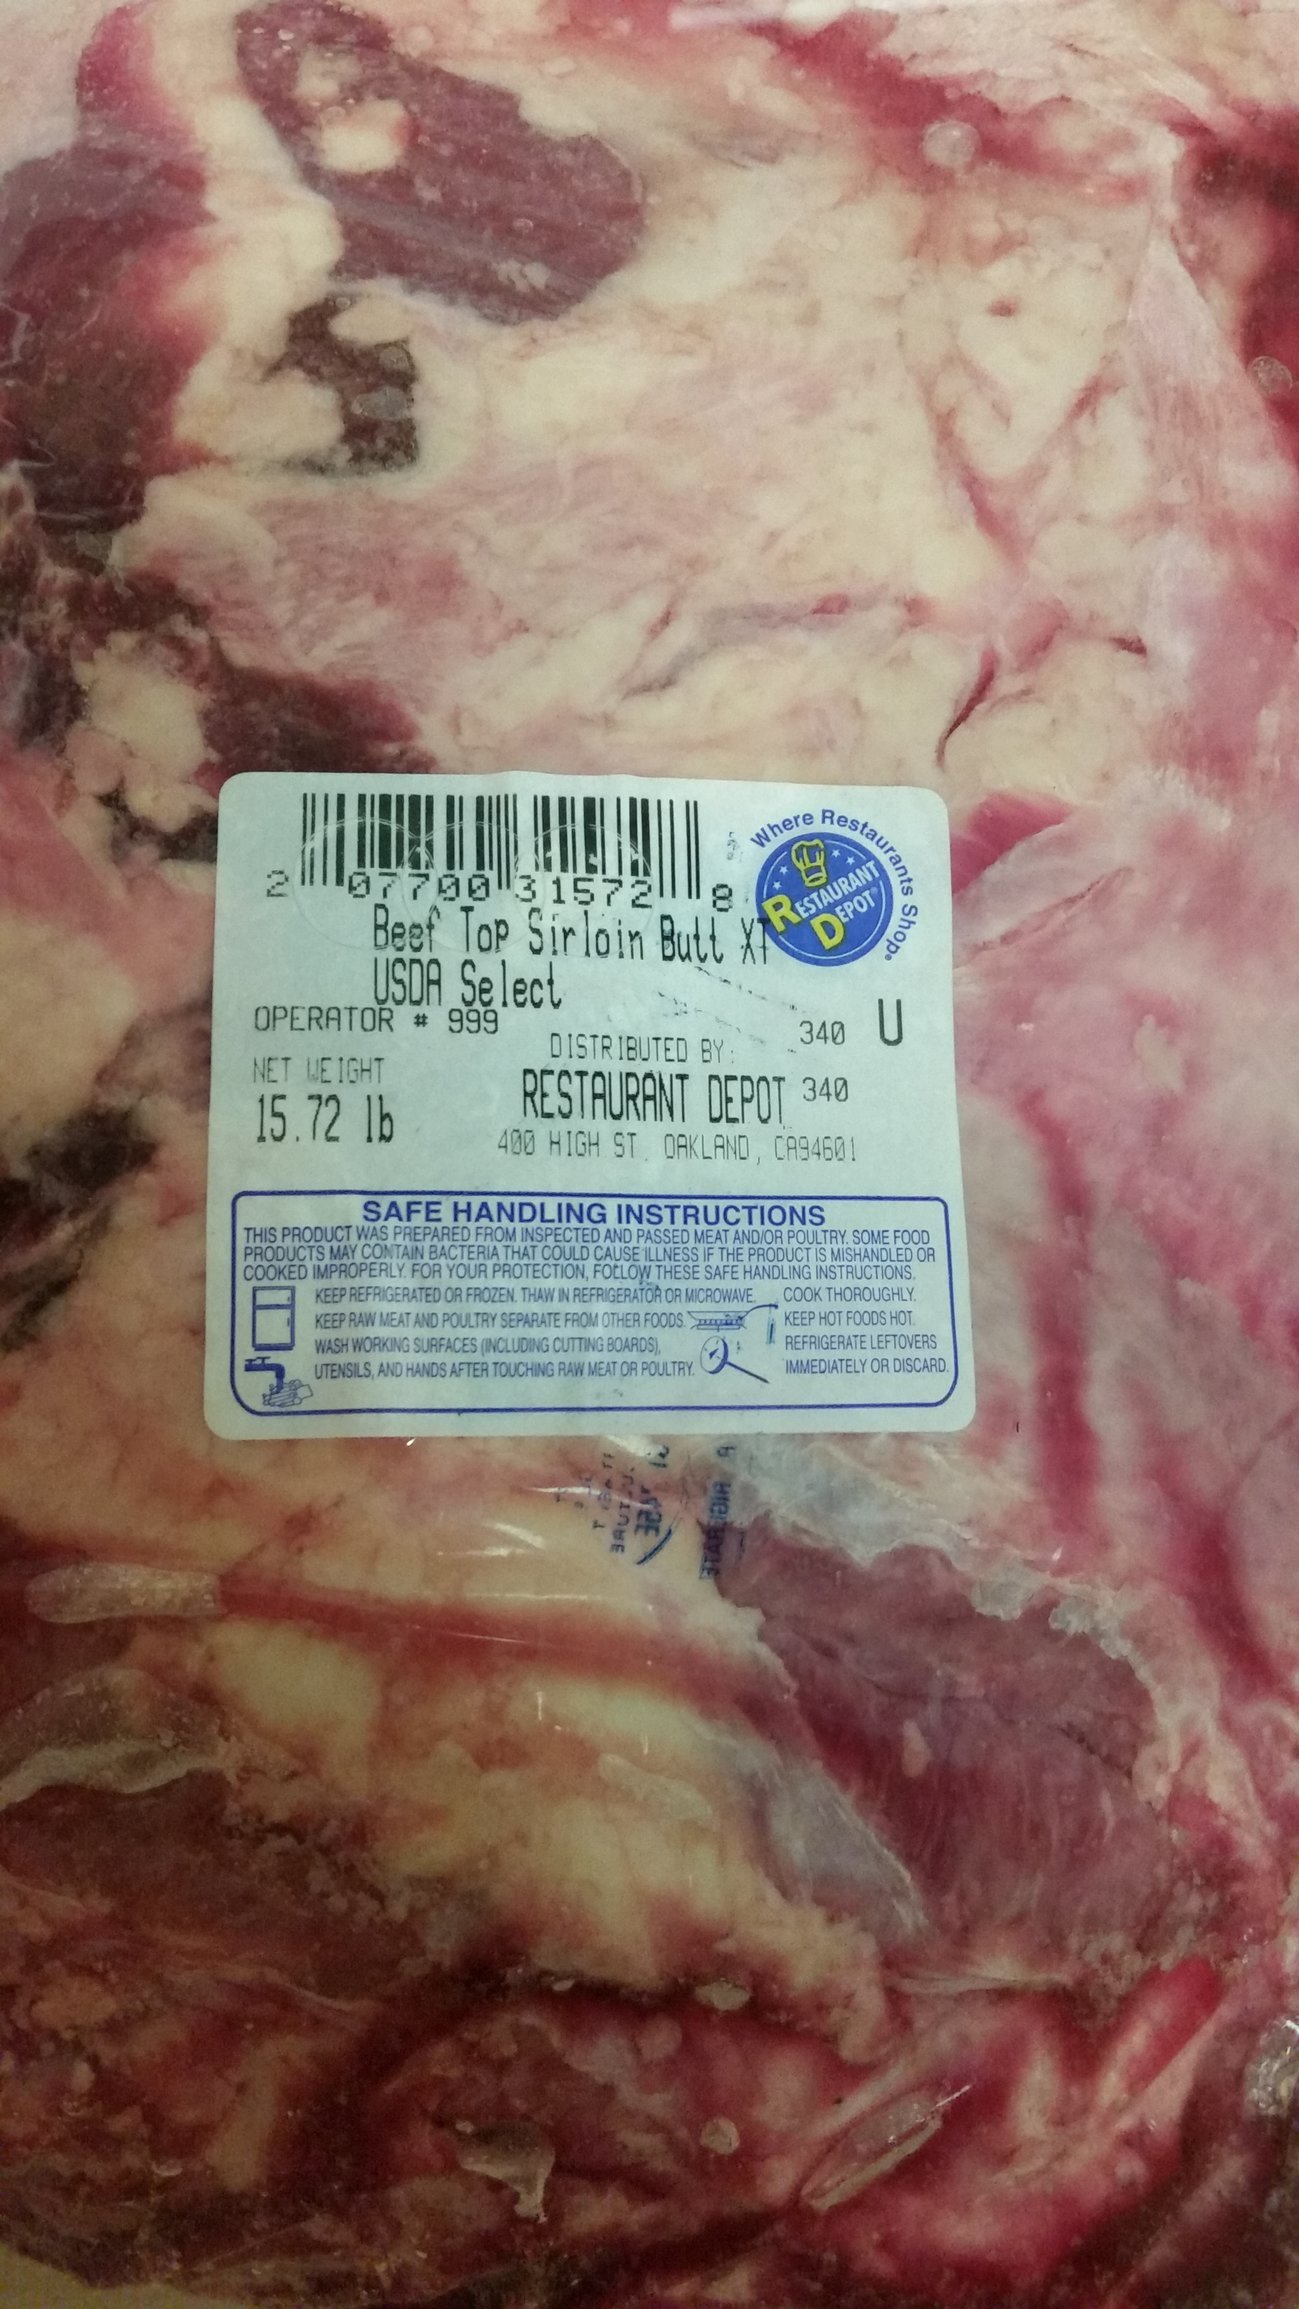 2 07700 31572 8
Where Restaurants Shop®
RESTAURANT DEPOT®
Beef Top Sirloin Butt XT
USDA Select
OPERATOR # 999
340 U
DISTRIBUTED BY:
NET WEIGHT
RESTAURANT DEPOT 340
15.72 lb
400 HIGH ST. OAKLAND, CA94601
SAFE HANDLING INSTRUCTIONS
THIS PRODUCT WAS PREPARED FROM INSPECTED AND PASSED MEAT AND/OR POULTRY. SOME FOOD
PRODUCTS MAY CONTAIN BACTERIA THAT COULD CAUSE ILLNESS IF THE PRODUCT IS MISHANDLED OR
COOKED IMPROPERLY. FOR YOUR PROTECTION, FOLLOW THESE SAFE HANDLING INSTRUCTIONS.
KEEP REFRIGERATED OR FROZEN. THAW IN REFRIGERATOR OR MICROWAVE.
KEEP RAW MEAT AND POULTRY SEPARATE FROM OTHER FOODS.
WASH WORKING SURFACES (INCLUDING CUTTING BOARDS),
UTENSILS, AND HANDS AFTER TOUCHING RAW MEAT OR POULTRY.
COOK THOROUGHLY.
KEEP HOT FOODS HOT.
REFRIGERATE LEFTOVERS
IMMEDIATELY OR DISCARD.